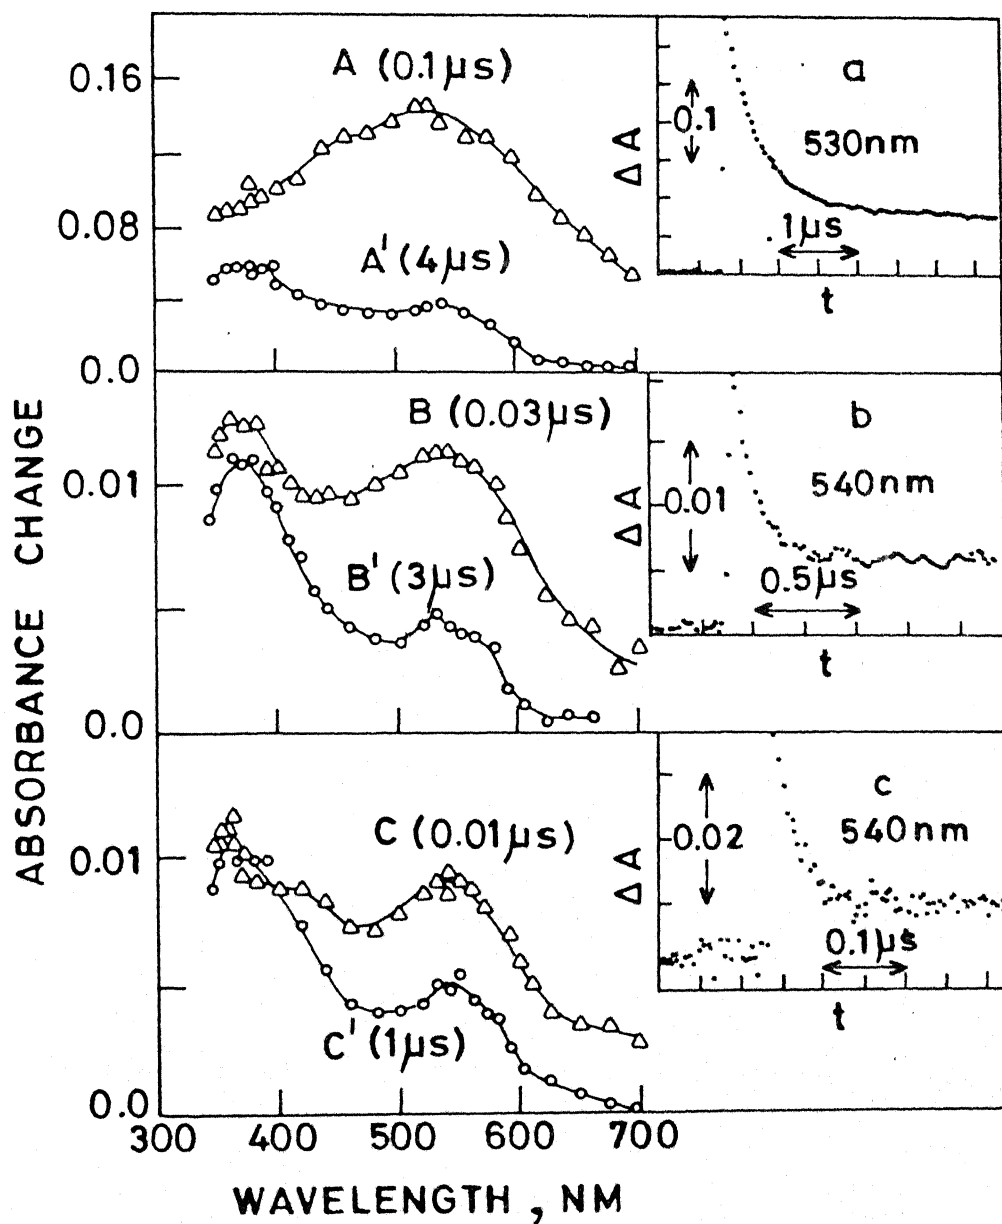 ABSORBANCE CHANGE
0.16
0.08
0.0
A (0.1µs)
A' (4µs)
ΔA
0.1
a
530nm
1µs
t
0.01
0.0
B (0.03µs)
B' (3µs)
ΔA
0.01
b
540nm
0.5µs
t
0.01
0.0
C (0.01µs)
C' (1µs)
ΔA
0.02
c
540nm
0.1µs
t
300 400 500 600 700
WAVELENGTH , NM